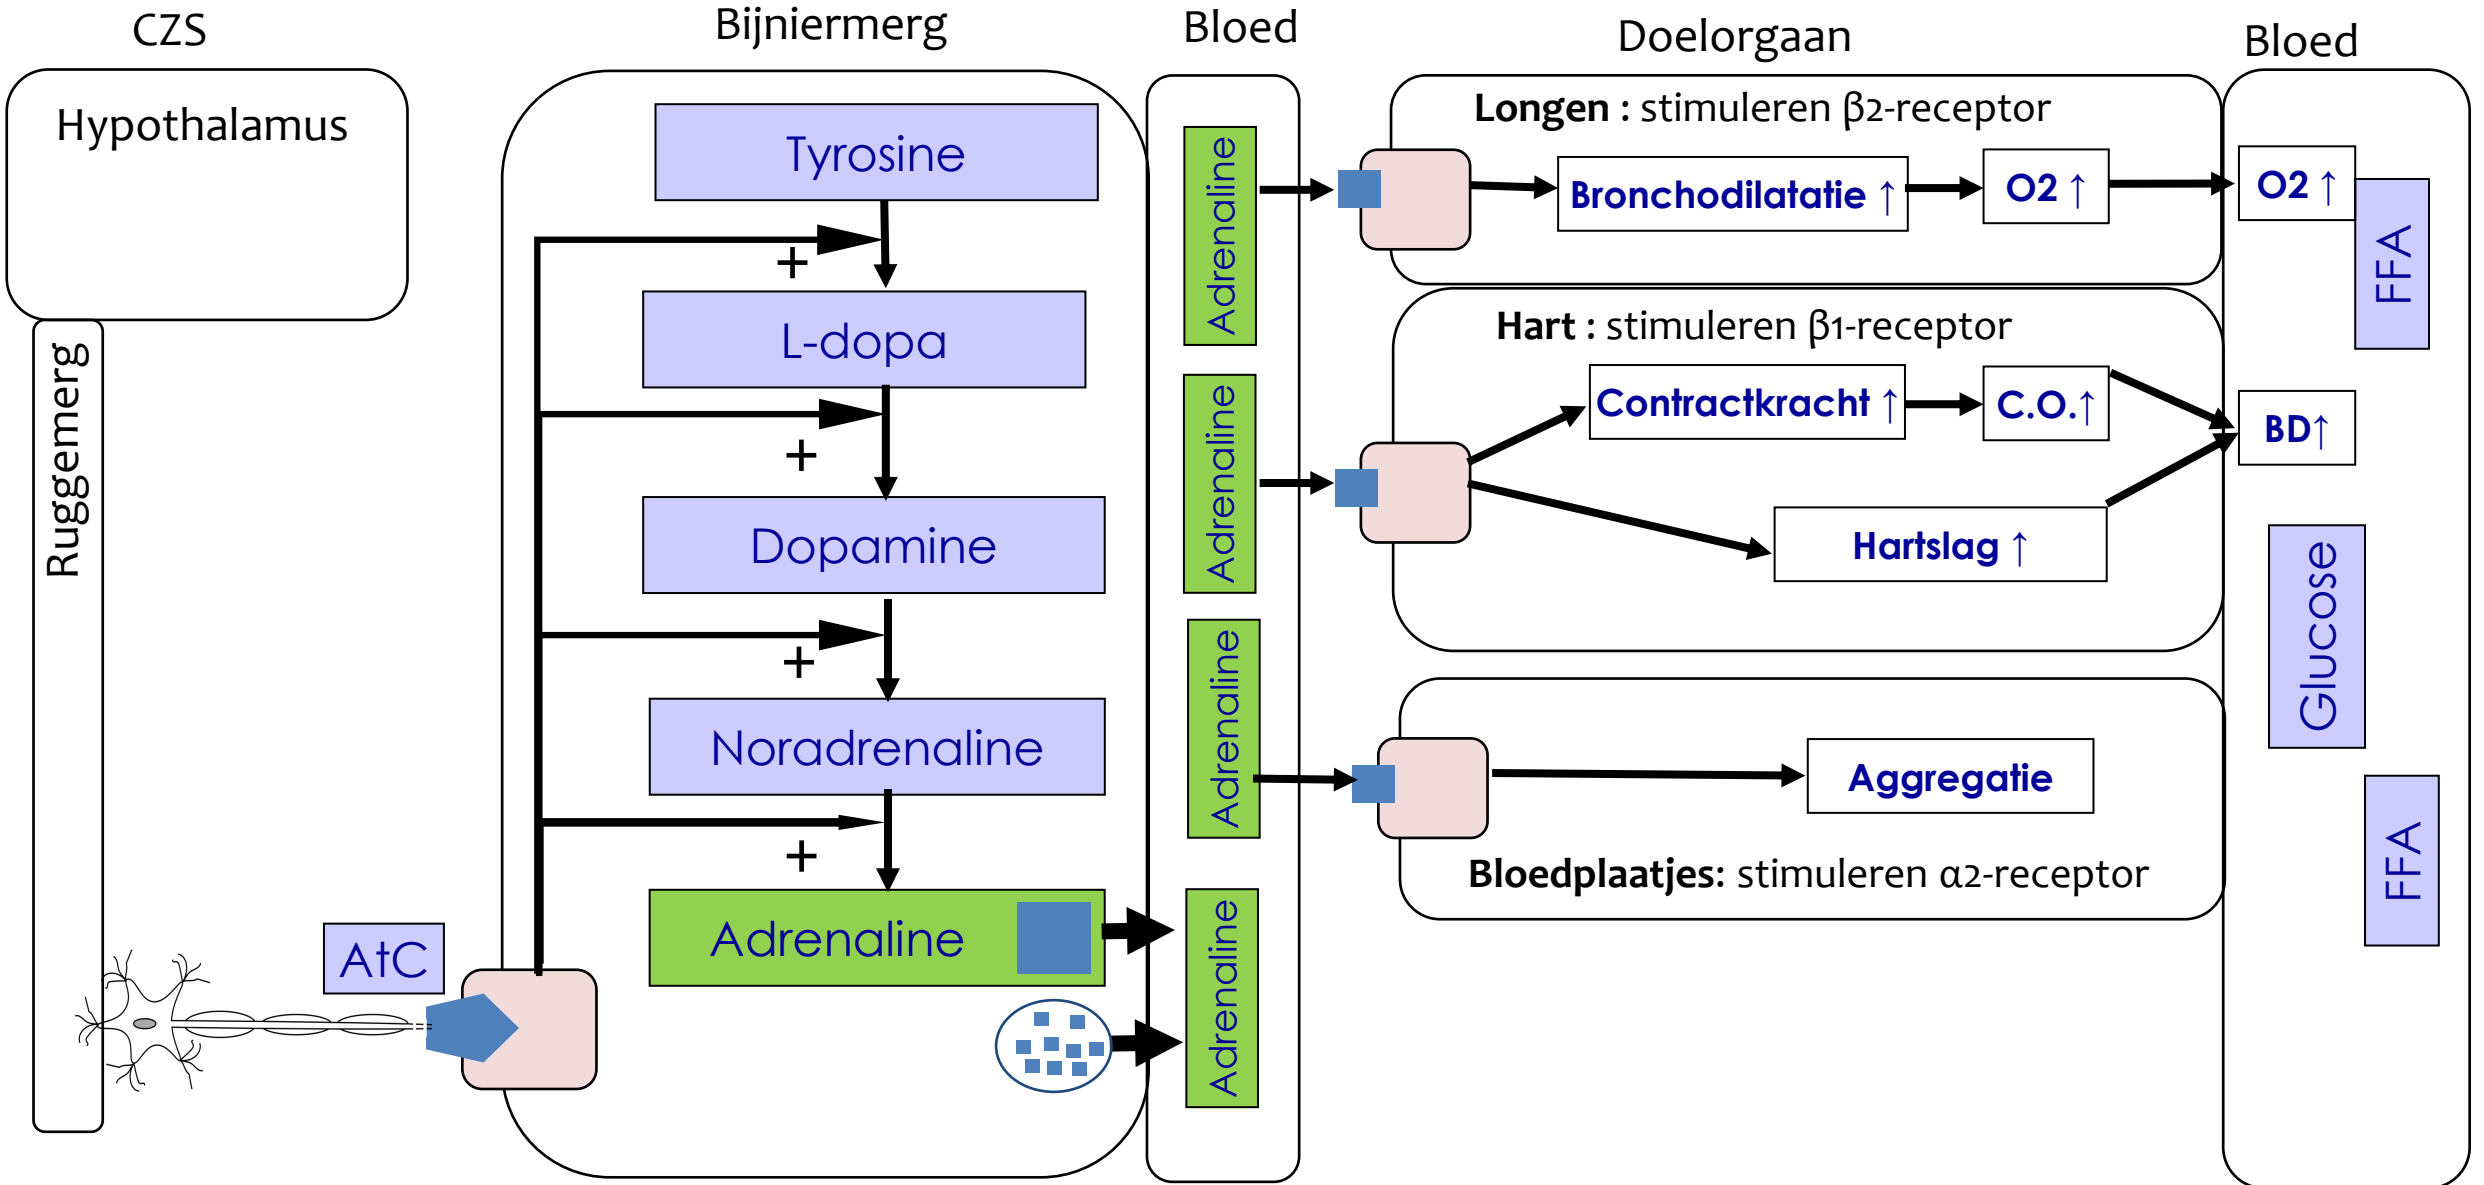 CZS
Hypothalamus
Ruggemerg
AtC
Bijniermerg
Tyrosine
+
L-dopa
+
Dopamine
+
Noradrenaline
+
Adrenaline
Bloed
Adrenaline
Adrenaline
Adrenaline
Adrenaline
Doelorgaan
Longen : stimuleren β2-receptor
Bronchodilatatie ↑
O2 ↑
Hart : stimuleren β1-receptor
Contractkracht ↑
C.O.↑
Hartslag ↑
Aggregatie
Bloedplaatjes: stimuleren α2-receptor
Bloed
O2 ↑
FFA
BD↑
Glucose
FFA